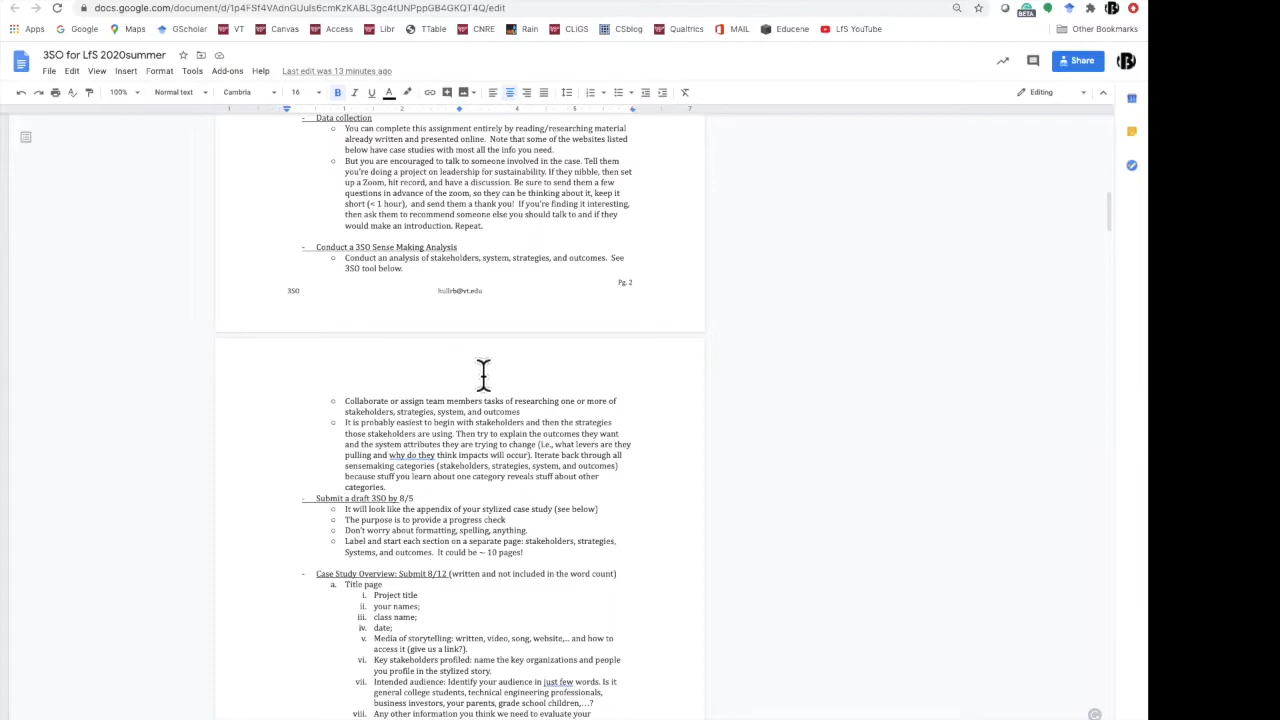 docs.google.com/document/d/1p4FSf4VAdnGUuls6cmKzKABL3gc4tUNPppGB4GKQT4Q/edit
Apps Google Maps GScholar VT Canvas Access Libr TTable CNRE Rain CLiGS CSblog Qualtrics MAIL Educene LfS YouTube Other Bookmarks
BETA
3SO for LfS 2020summer
File Edit View Insert Format Tools Add-ons Help Last edit was 13 minutes ago
Share
100% Normal text Cambria 16 B I U A Editing
1 1 2 4 5 7
- Data collection
o You can complete this assignment entirely by reading/researching material
already written and presented online. Note that some of the websites listed
below have case studies with most all the info you need.
o But you are encouraged to talk to someone involved in the case. Tell them
you're doing a project on leadership for sustainability. If they nibble, then set
up a Zoom, hit record, and have a discussion. Be sure to send them a few
questions in advance of the zoom, so they can be thinking about it, keep it
short (< 1 hour), and send them a thank you! If you're finding it interesting,
then ask them to recommend someone else you should talk to and if they
would make an introduction. Repeat.
- Conduct a 3SO Sense Making Analysis
o Conduct an analysis of stakeholders, system, strategies, and outcomes. See
3SO tool below.
Pg. 2
3SO hullrb@vt.edu
o Collaborate or assign team members tasks of researching one or more of
stakeholders, strategies, system, and outcomes
o It is probably easiest to begin with stakeholders and then the strategies
those stakeholders are using. Then try to explain the outcomes they want
and the system attributes they are trying to change (i.e., what levers are they
pulling and why do they think impacts will occur). Iterate back through all
sensemaking categories (stakeholders, strategies, system, and outcomes)
because stuff you learn about one category reveals stuff about other
categories.
- Submit a draft 3SO by 8/5
o It will look like the appendix of your stylized case study (see below)
o The purpose is to provide a progress check
o Don't worry about formatting, spelling, anything.
o Label and start each section on a separate page: stakeholders, strategies,
Systems, and outcomes. It could be ~ 10 pages!
- Case Study Overview: Submit 8/12 (written and not included in the word count)
a. Title page
i. Project title
ii. your names;
iii. class name;
iv. date;
v. Media of storytelling: written, video, song, website,... and how to
access it (give us a link?).
vi. Key stakeholders profiled: name the key organizations and people
you profile in the stylized story.
vii. Intended audience: Identify your audience in just few words. Is it
general college students, technical engineering professionals,
business investors, your parents, grade school children,...?
viii. Any other information you think we need to evaluate your